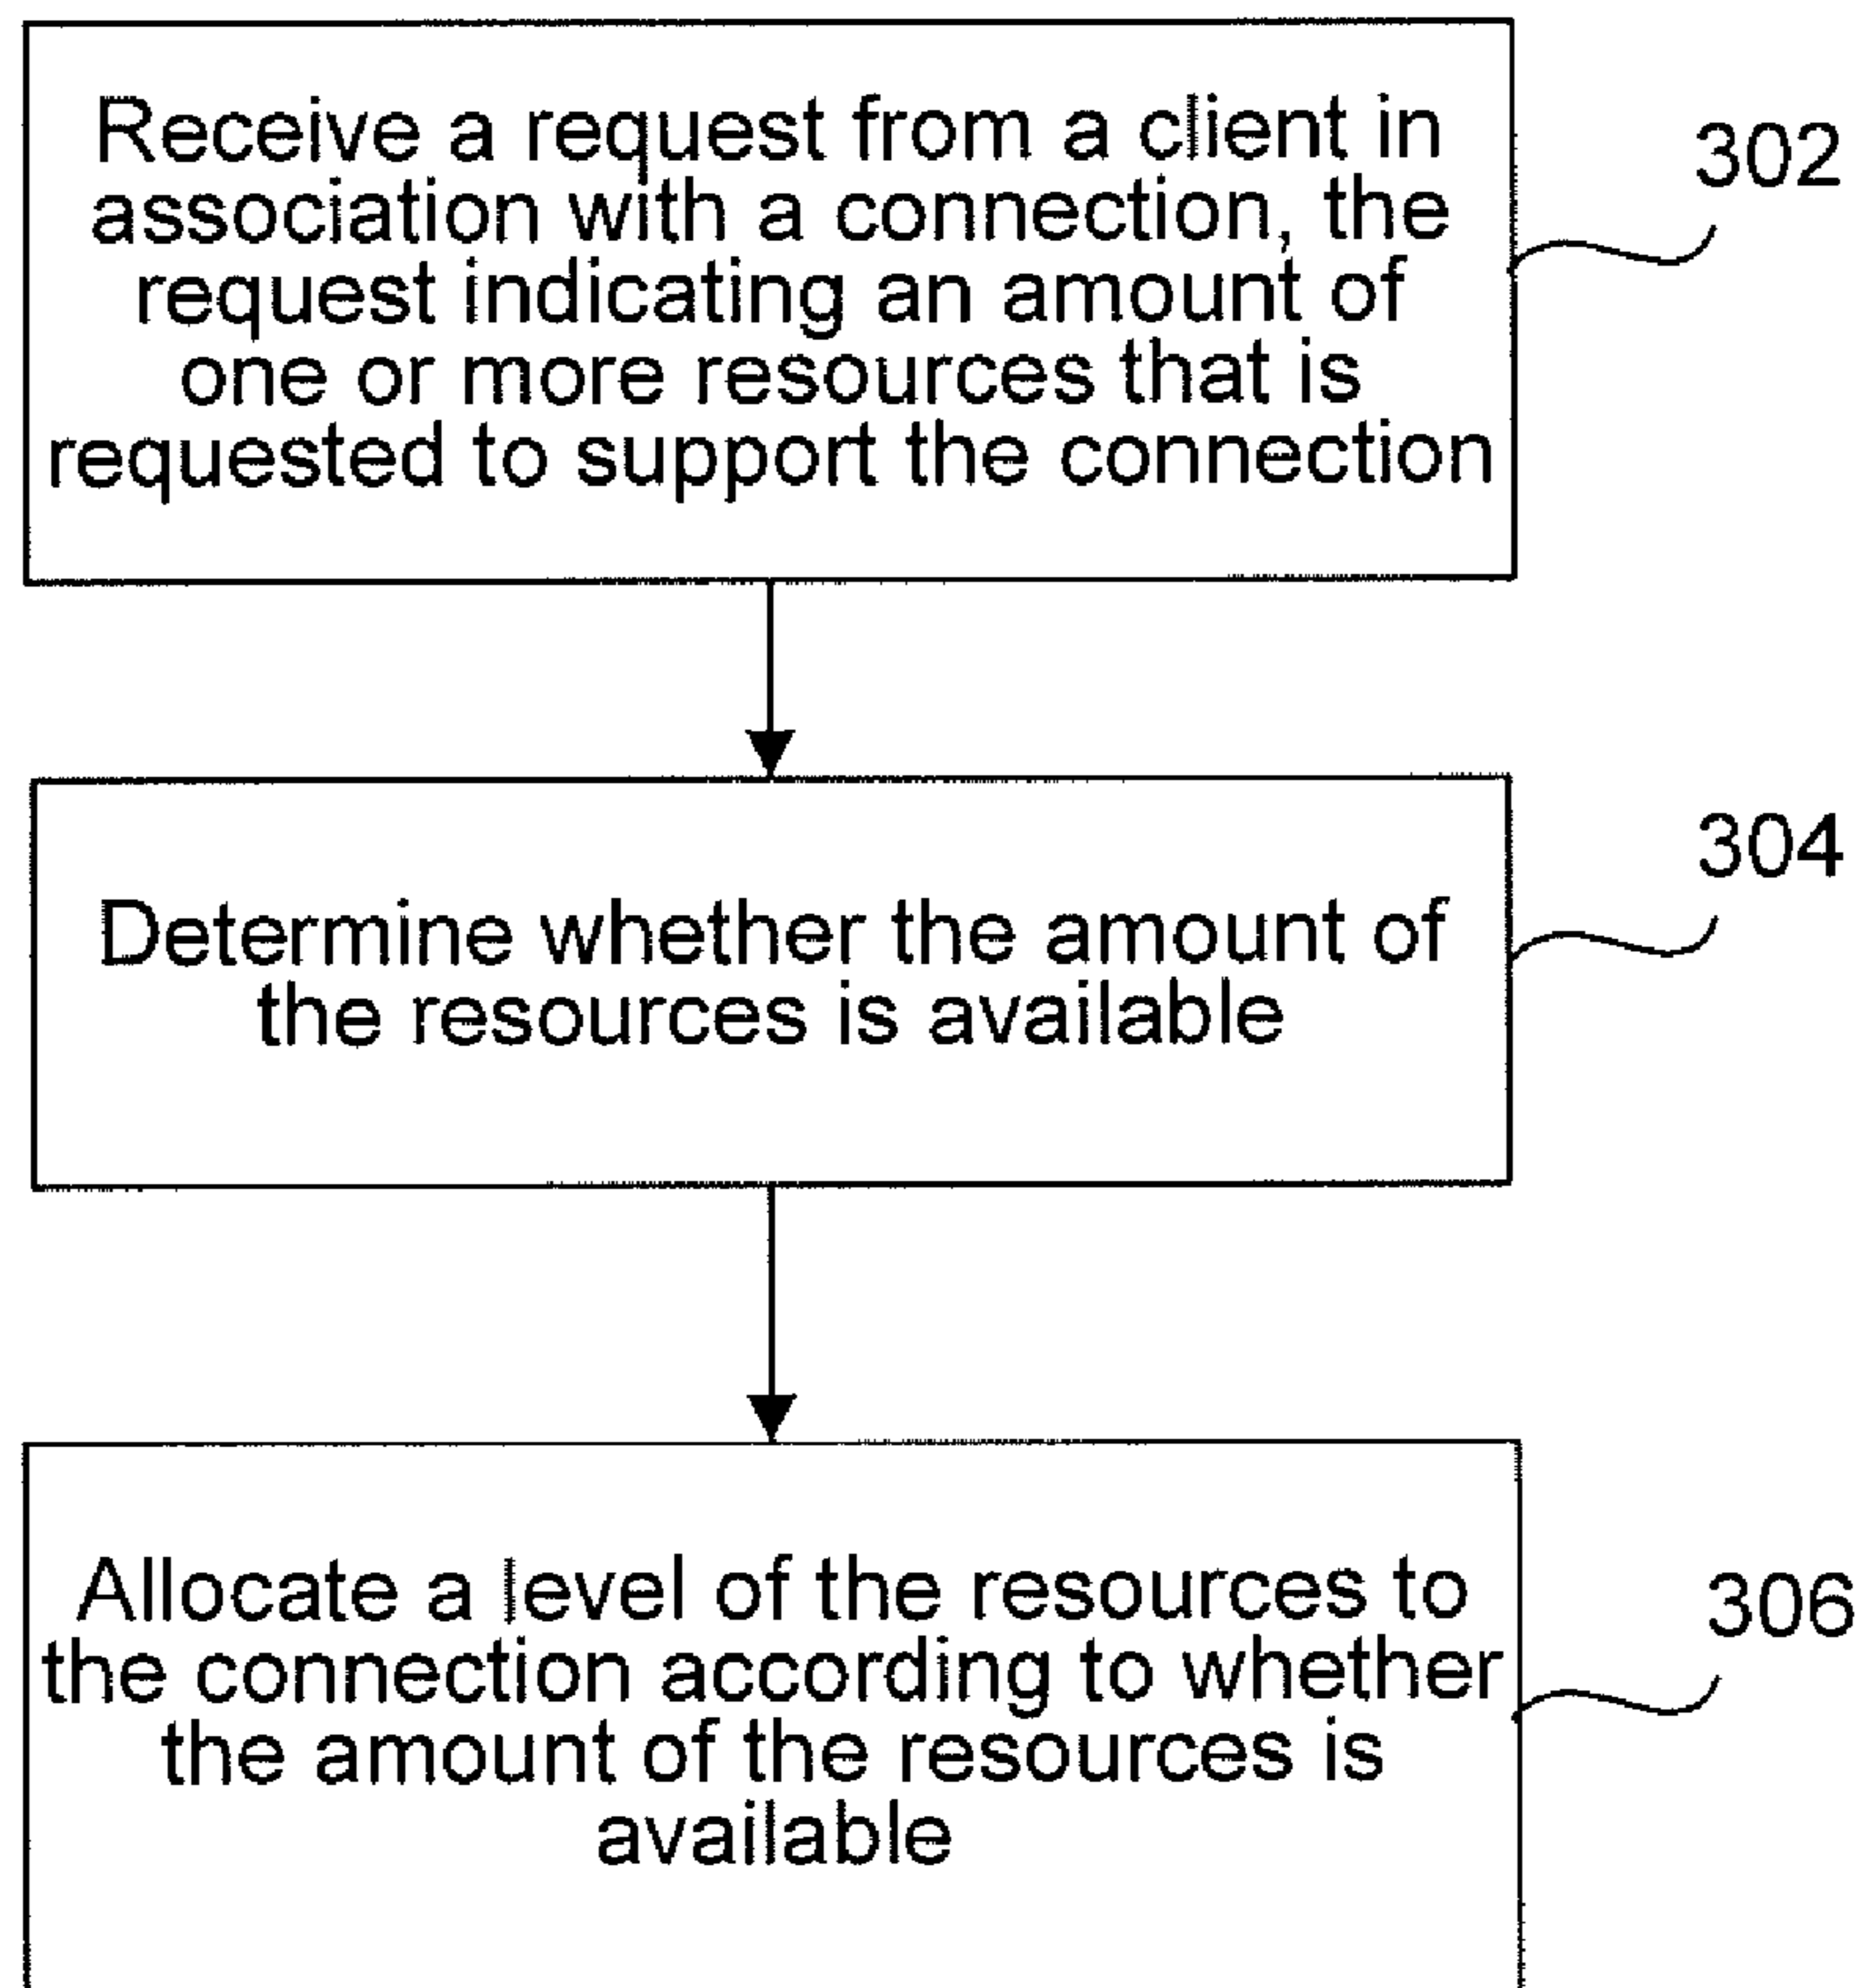 Receive a request from a client in
association with a connection, the
request indicating an amount of
one or more resources that is
requested to support the connection
302
Determine whether the amount of
the resources is available
304
Allocate a level of the resources to
the connection according to whether
the amount of the resources is
available
306